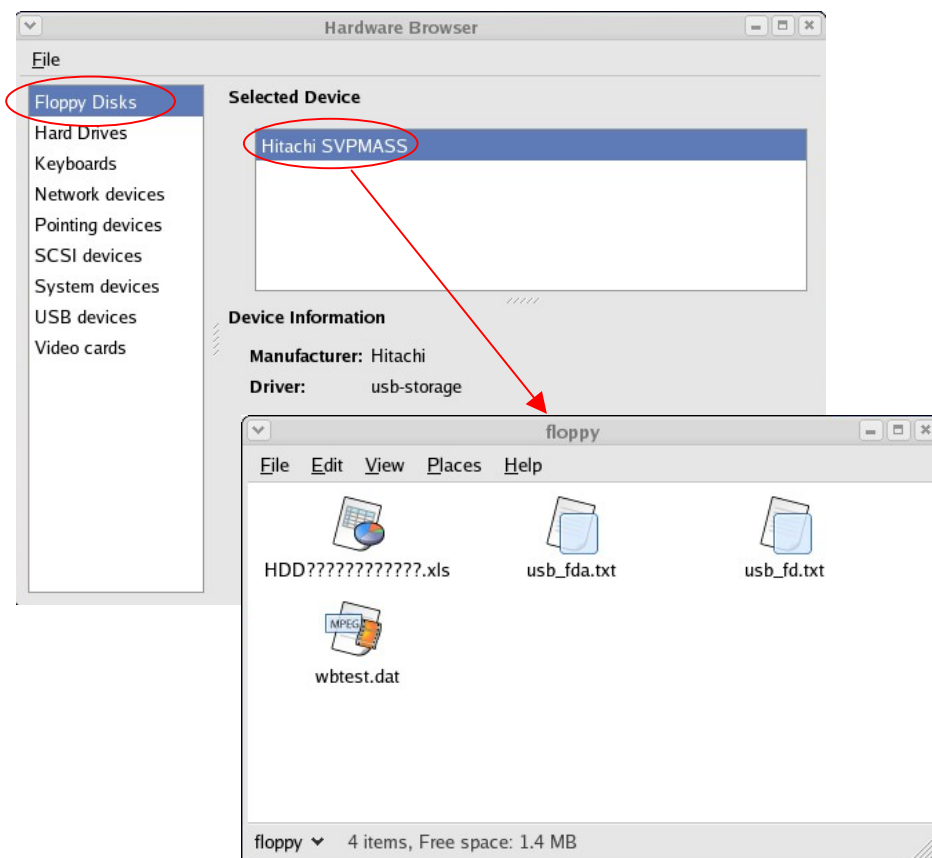 Hardware Browser
File
Floppy Disks
Hard Drives
Keyboards
Network devices
Pointing devices
SCSI devices
System devices
USB devices
Video cards
Selected Device
Hitachi SVPMASS
Device Information
Manufacturer: Hitachi
Driver: usb-storage
floppy
File Edit View Places Help
HDD????????????.xls
usb_fda.txt
usb_fd.txt
MPEG
wbtest.dat
floppy 4 items, Free space: 1.4 MB